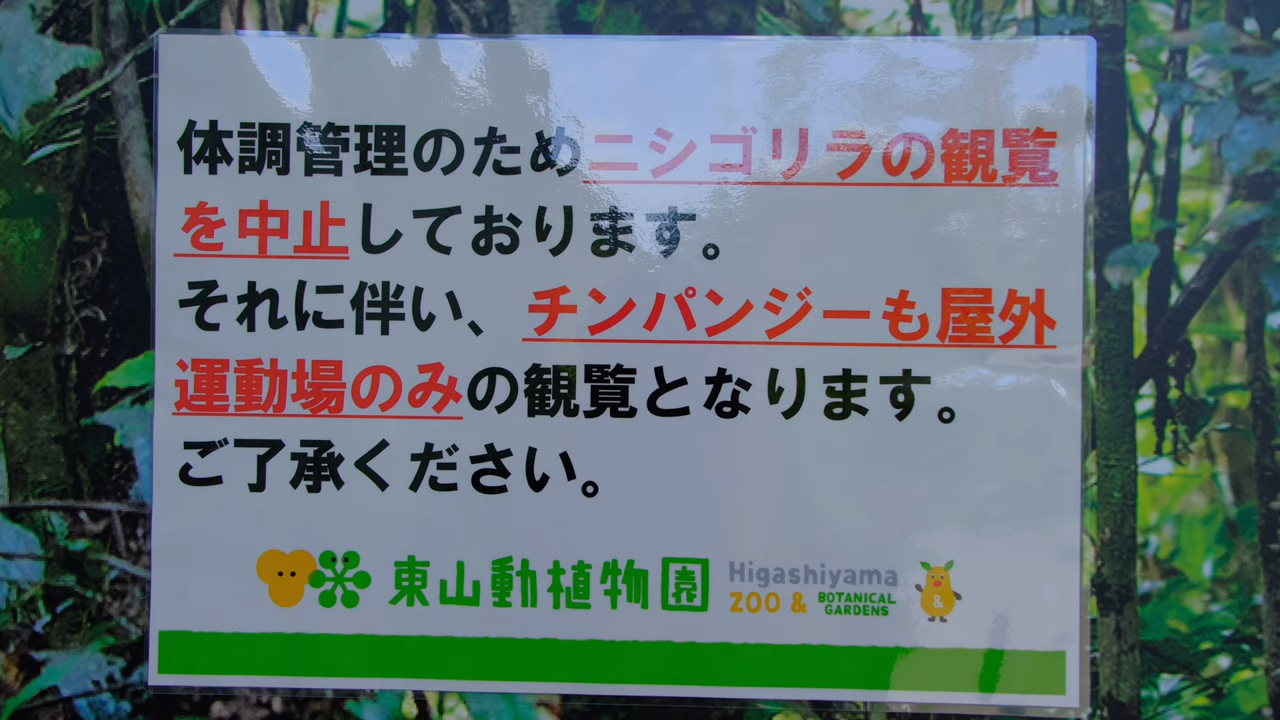 体調管理のためニシゴリラの観覧
を中止しております。
それに伴い、チンパンジーも屋外
運動場のみの観覧となります。
ご了承ください。
東山動植物園
Higashiyama
ZOO & BOTANICAL GARDENS
&